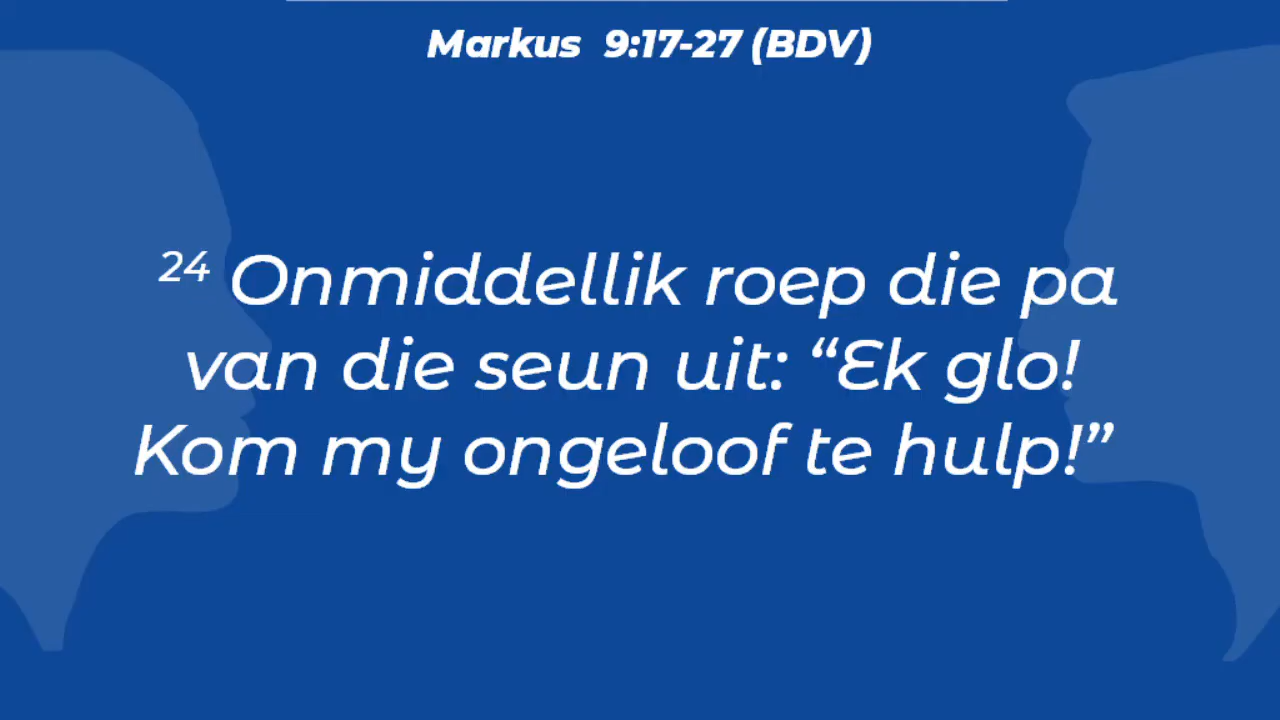 Markus 9:17-27 (BDV)
24 Onmiddellik roep die pa
van die seun uit: “Ek glo!
Kom my ongeloof te hulp!”